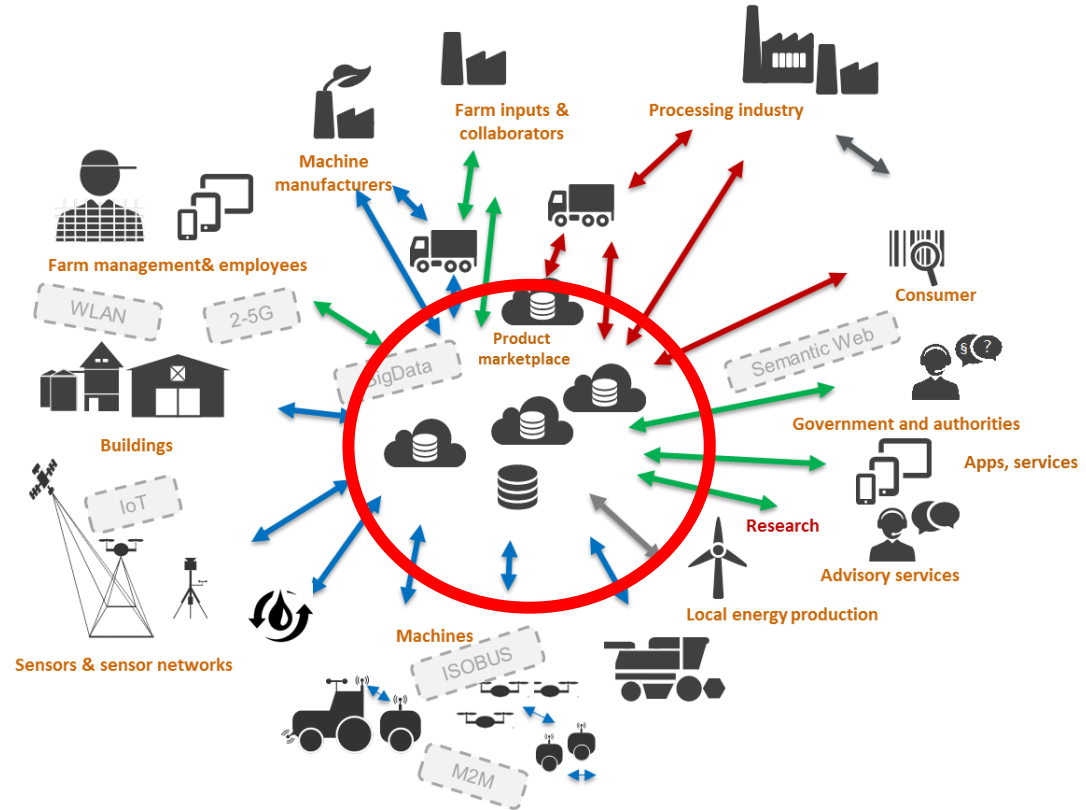 Farm inputs &
collaborators
Processing industry
Machine
manufacturers
Farm management& employees
WLAN
2-5G
Consumer
Product
marketplace
BigData
Semantic Web
§
?
Government and authorities
Buildings
Apps, services
IoT
Research
Advisory services
Local energy production
Machines
Sensors & sensor networks
ISOBUS
M2M